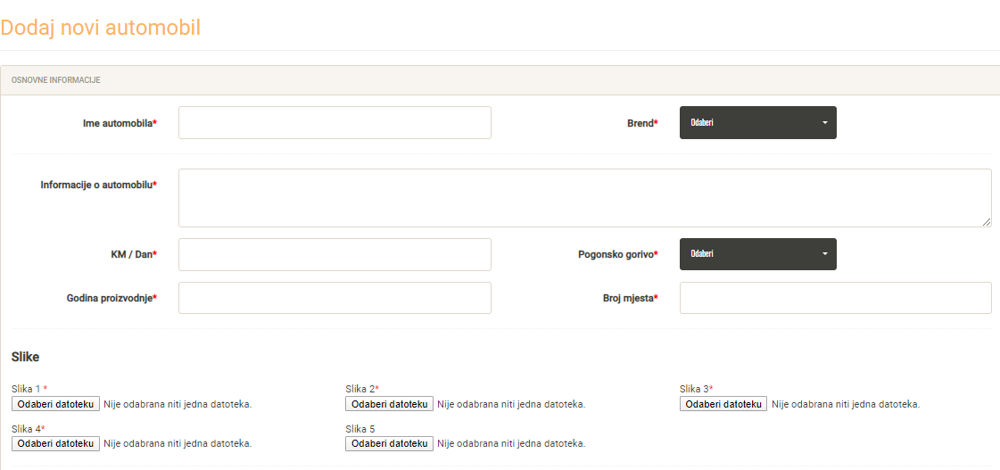 Dodaj novi automobil
OSNOVNE INFORMACIJE
Ime automobila* Brend* Odaberi
Informacije o automobilu*
KM / Dan* Pogonsko gorivo* Odaberi
Godina proizvodnje* Broj mjesta*
Slike
Slika 1 * Slika 2* Slika 3*
Odaberi datoteku Nije odabrana niti jedna datoteka. Odaberi datoteku Nije odabrana niti jedna datoteka. Odaberi datoteku Nije odabrana niti jedna datoteka.
Slika 4* Slika 5
Odaberi datoteku Nije odabrana niti jedna datoteka. Odaberi datoteku Nije odabrana niti jedna datoteka.